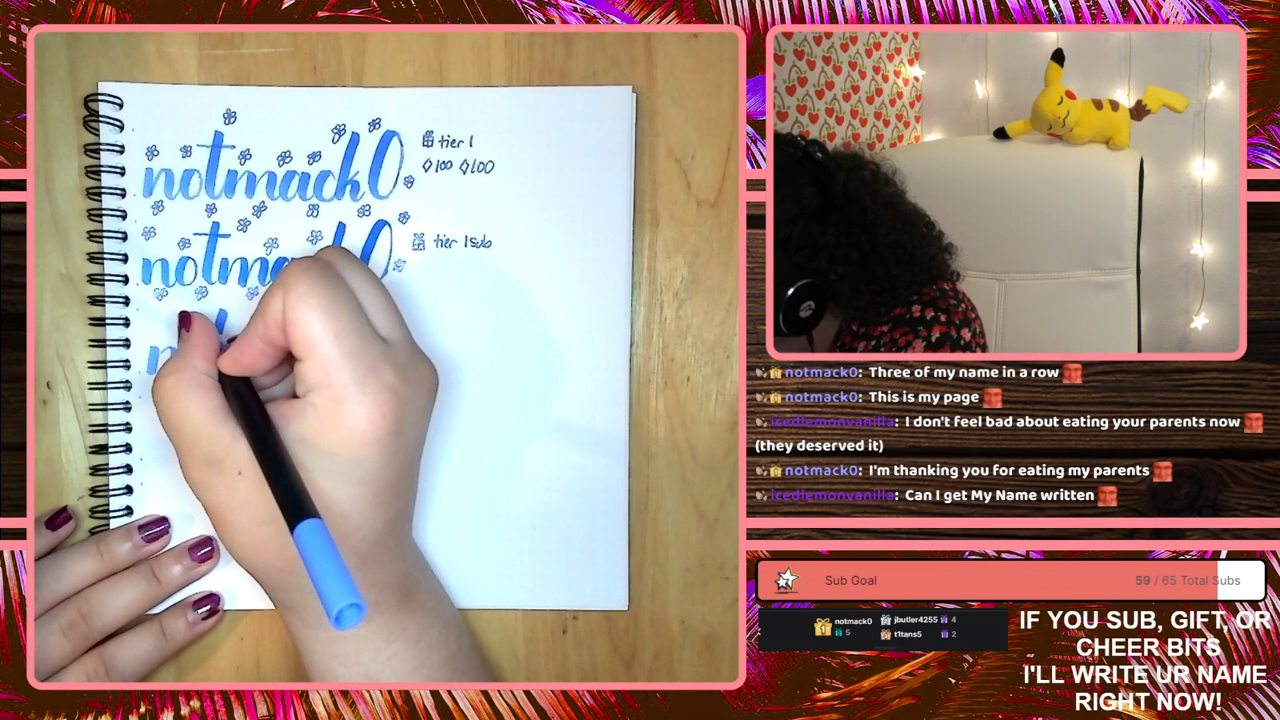 notmack0
tier 1
100 100
notmack0
tier 1 sub
n
notmack0: Three of my name in a row
notmack0: This is my page
icedlemonvanilla: I don't feel bad about eating your parents now
(they deserved it)
notmack0: I'm thanking you for eating my parents
icedlemonvanilla: Can I get My Name written
Sub Goal
59 / 65 Total Subs
notmack0
5
jbutler4255 4
t1tans5 2
IF YOU SUB, GIFT, OR
CHEER BITS
I'LL WRITE UR NAME
RIGHT NOW!